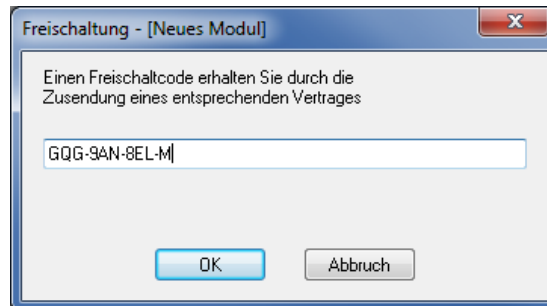 Freischaltung - [Neues Modul]
Einen Freischaltcode erhalten Sie durch die
Zusendung eines entsprechenden Vertrages
GQG-9AN-8EL-M
OK
Abbruch